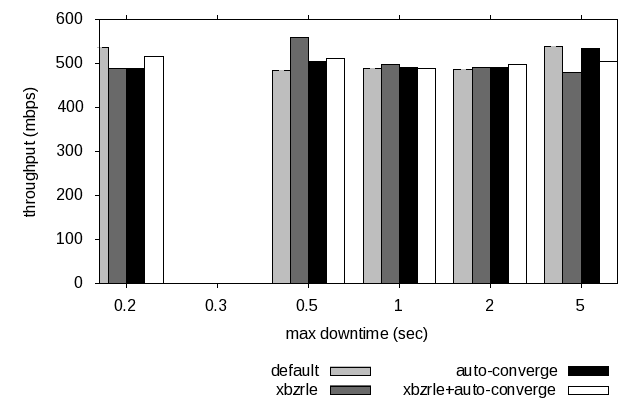 600
500
400
300
200
100
0
throughput (mbps)
0.2 0.3 0.5 1 2 5
max downtime (sec)
default auto-converge
xbzrle xbzrle+auto-converge